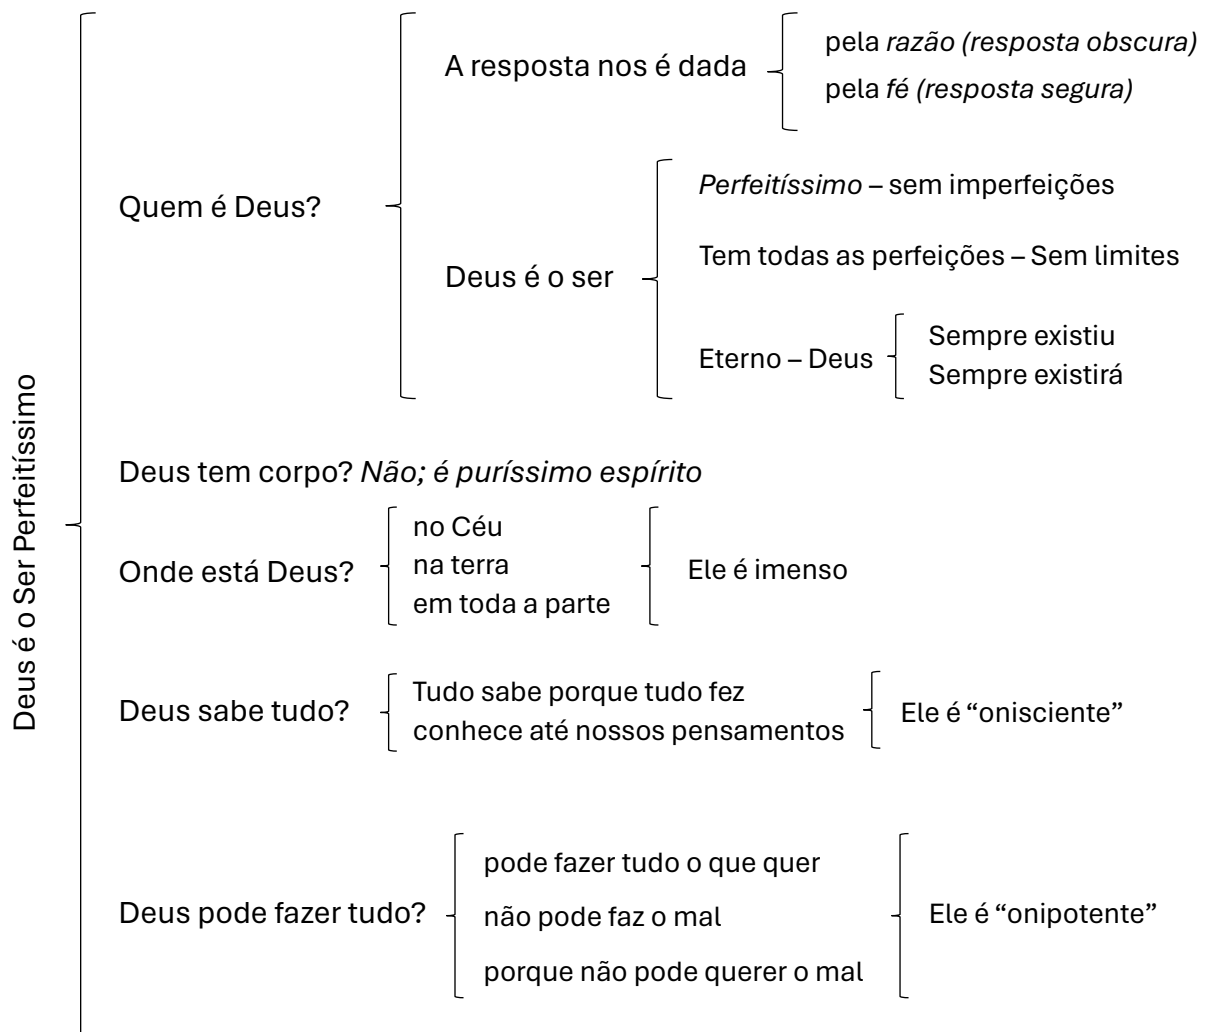 Deus é o Ser Perfeitíssimo
Quem é Deus?
A resposta nos é dada
pela razão (resposta obscura)
pela fé (resposta segura)
Deus é o ser
Perfeitíssimo – sem imperfeições
Tem todas as perfeições – Sem limites
Eterno – Deus
Sempre existiu
Sempre existirá
Deus tem corpo? Não; é puríssimo espírito
Onde está Deus?
no Céu
na terra
em toda a parte
Ele é imenso
Deus sabe tudo?
Tudo sabe porque tudo fez
conhece até nossos pensamentos
Ele é “onisciente”
Deus pode fazer tudo?
pode fazer tudo o que quer
não pode faz o mal
porque não pode querer o mal
Ele é “onipotente”